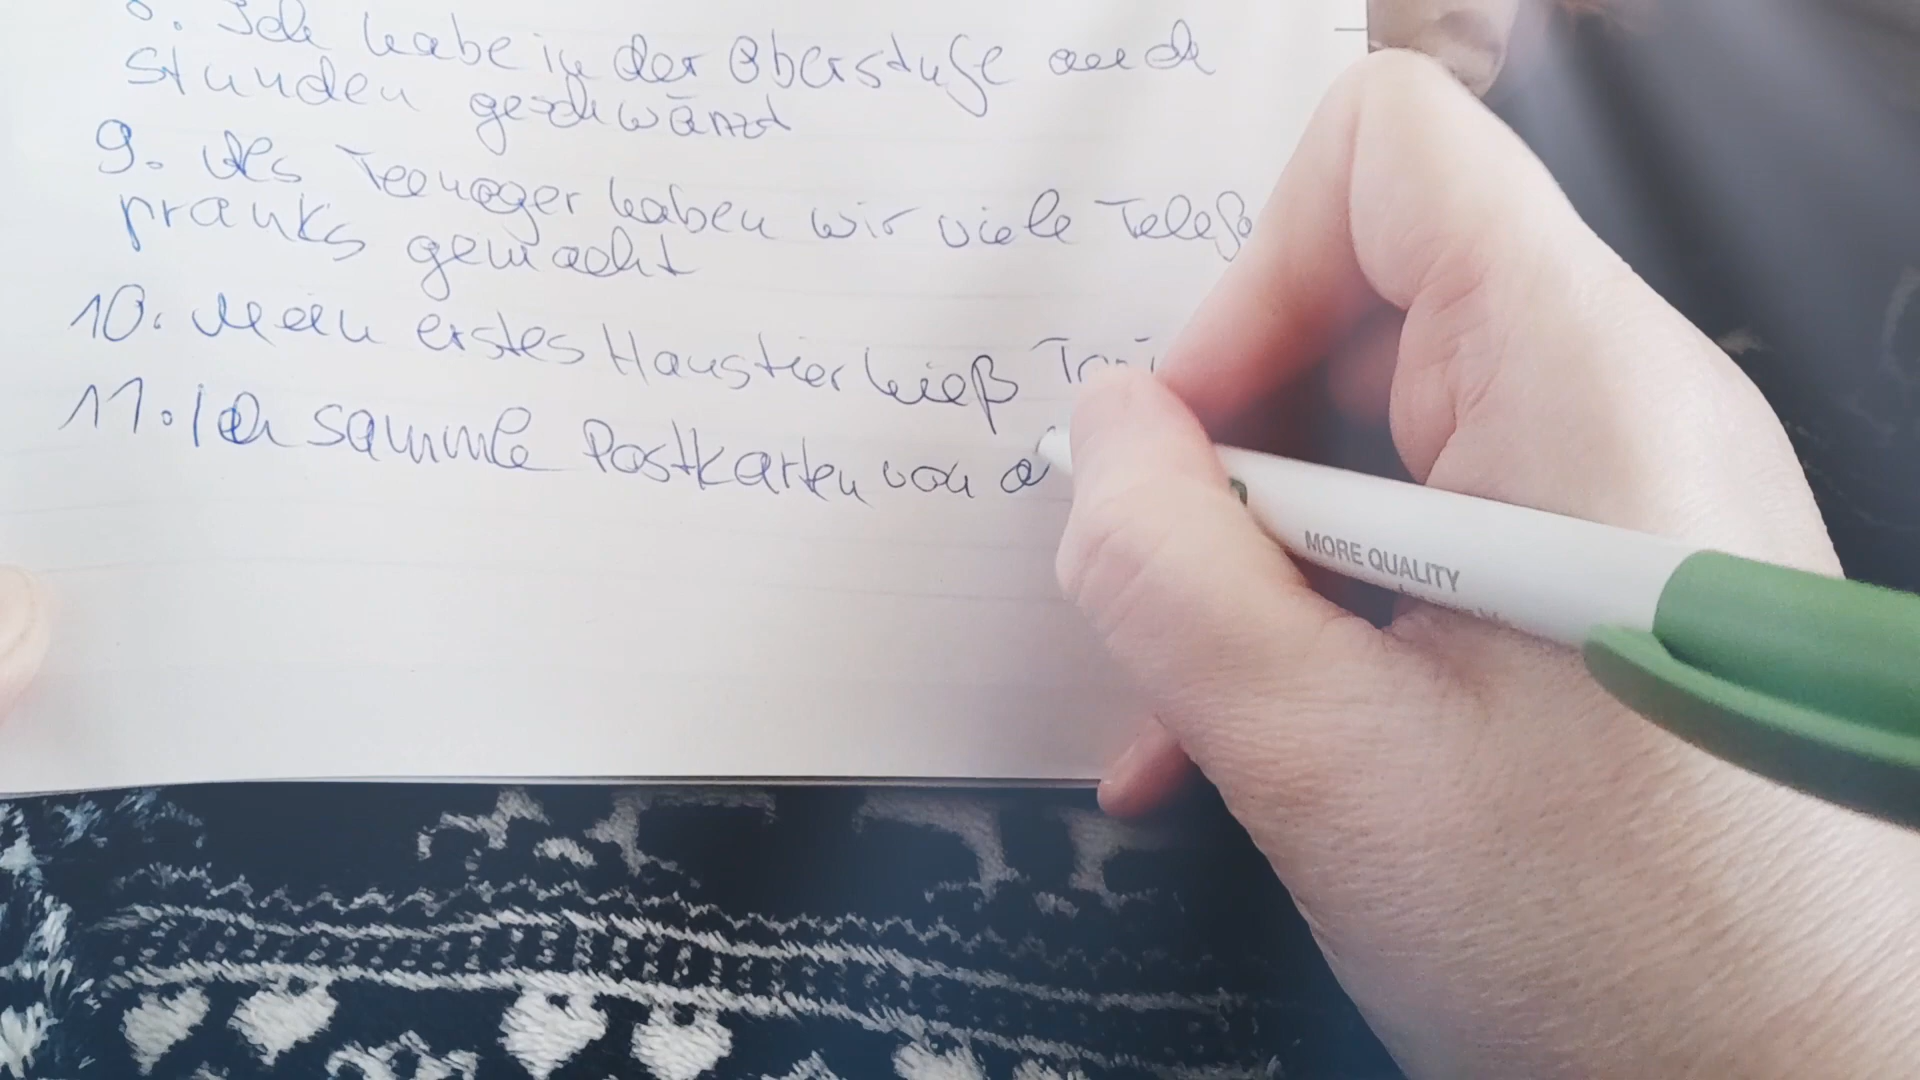 8. Ich habe in der Oberstufe auch
Stunden geschwänzt
9. Als Teenager haben wir viele Telefo
pranks gemacht
10. Mein erstes Haustier hieß
11. Ich sammle Postkarten von a
MORE QUALITY